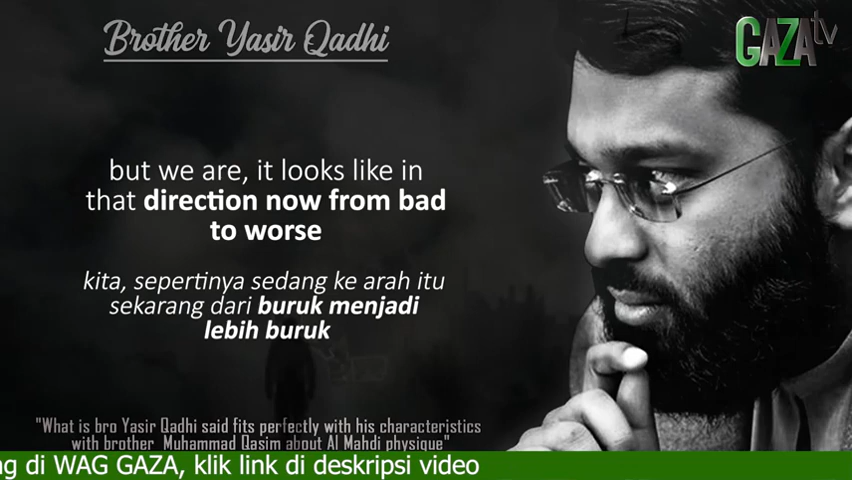 Brother Yasir Qadhi
GAZA tv
but we are, it looks like in
that direction now from bad
to worse
kita, sepertinya sedang ke arah itu
sekarang dari buruk menjadi
lebih buruk
"What is bro Yasir Qadhi said fits perfectly with his characteristics
with brother Muhammad Qasim about Al Mahdi physique"
di WAG GAZA, klik link di deskripsi video